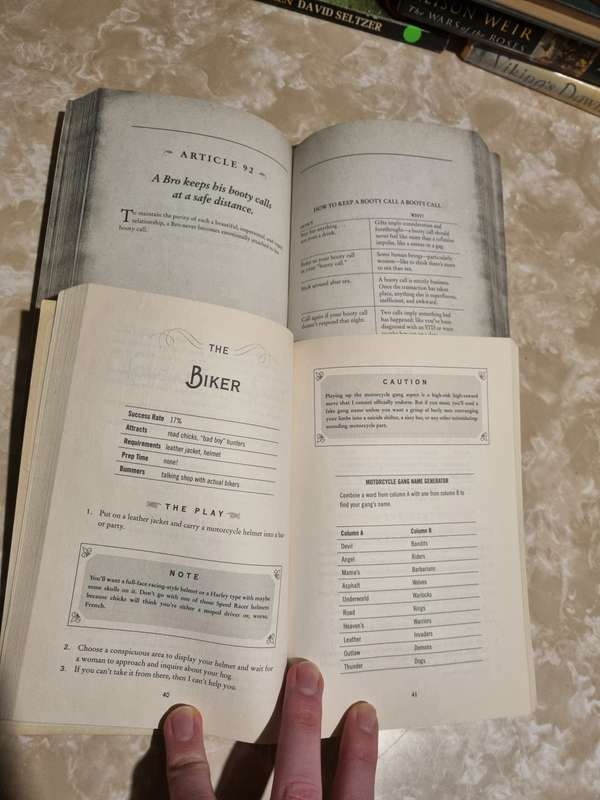 DAVID SELTZER
WEIR
The WARS of the ROSES
Viking's Dawn
ARTICLE 92
A Bro keeps his booty calls
at a safe distance.
To maintain the purity of such a beautiful, impersonal, and
relationship, a Bro never becomes emotionally attached to his
booty call.
HOW TO KEEP A BOOTY CALL A BOOTY CALL
WHY?
Gifts imply consideration and
forethought—a booty call should
never feel like more than a reflexive
impulse, like a sneeze or a gag.
Some human beings—particularly
women—like to think there's more
to sex than sex.
A booty call is strictly business.
Once the transaction has taken
place, anything else is superfluous,
inefficient, and awkward.
Call again if your booty call
doesn't respond that night.
Two calls imply something bad
has happened, like you've been
diagnosed with an STD or want
THE
BIKER
Success Rate 17%
Attracts road chicks, "bad boy" hunters
Requirements leather jacket, helmet
Prep Time none!
Bummers talking shop with actual bikers
THE PLAY
1. Put on a leather jacket and carry a motorcycle helmet into a bar
or party.
NOTE
You'll want a full-face racing-style helmet or a Harley type with maybe
some skulls on it. Don't go with one of those Speed Racer helmets
because chicks will think you're either a moped driver or, worse,
French.
2. Choose a conspicuous area to display your helmet and wait for
a woman to approach and inquire about your hog.
3. If you can't take it from there, then I can't help you.
40
CAUTION
Playing up the motorcycle gang aspect is a high-risk high-reward
move that I cannot officially endorse. But if you must, you'll need a
fake gang name unless you want a group of burly men rearranging
your limbs into a suicide shifter, a sissy bar, or any other intimidating
sounding motorcycle part.
MOTORCYCLE GANG NAME GENERATOR
Combine a word from column A with one from column B to
find your gang's name.
Column A Column B
Devil Bandits
Angel Riders
Mama's Barbarians
Asphalt Wolves
Underworld Warlocks
Road Kings
Heaven's Warriors
Leather Invaders
Outlaw Demons
Thunder Dogs
41